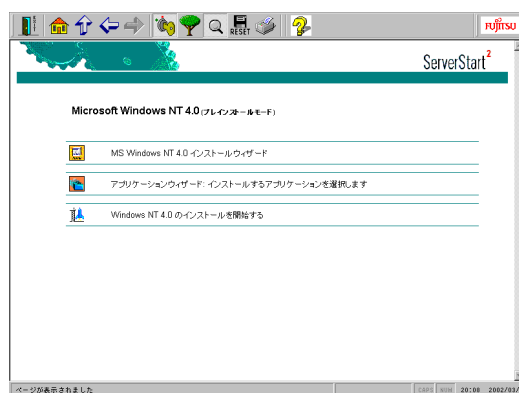 EXIT
RESET
FUJITSU
ServerStart2
Microsoft Windows NT 4.0 (プレインストールモード)
MS Windows NT 4.0 インストールウィザード
アプリケーションウィザード: インストールするアプリケーションを選択します
Windows NT 4.0 のインストールを開始する
ページが表示されました CAPS NUM 20:08 2002/03/